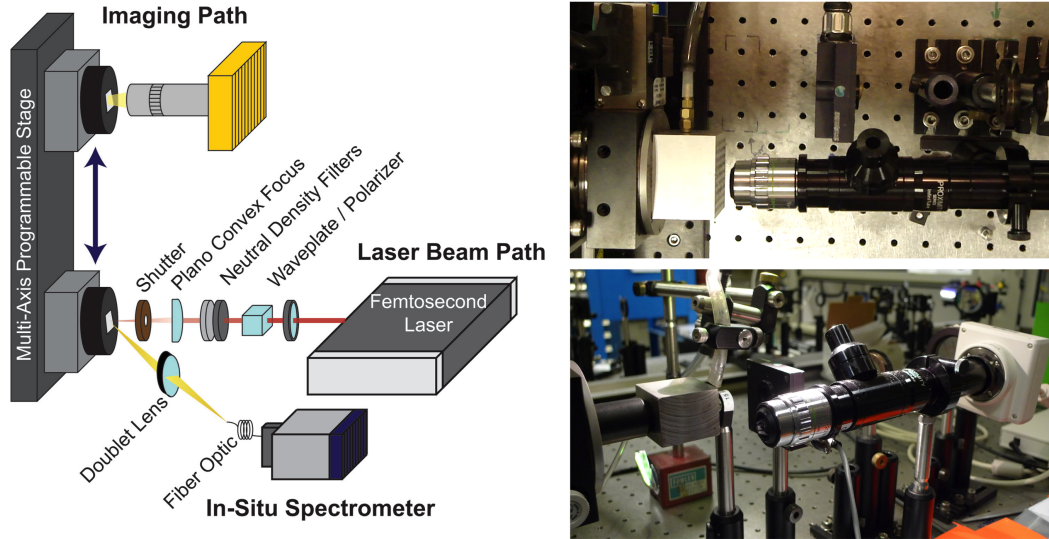 Imaging Path
Multi-Axis Programmable Stage
Shutter
Plano Convex Focus
Neutral Density Filters
Waveplate / Polarizer
Laser Beam Path
Femtosecond
Laser
Doublet Lens
Fiber Optic
In-Situ Spectrometer